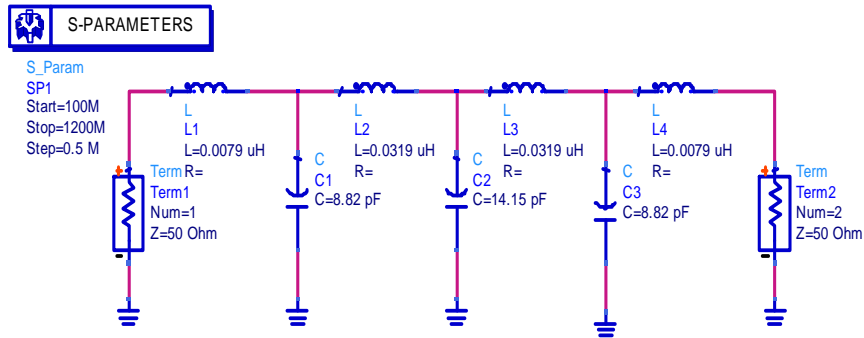 S-PARAMETERS
S_Param
SP1
Start=100M
Stop=1200M
Step=0.5 M
L
L1
L=0.0079 uH
R=
L
L2
L=0.0319 uH
R=
L
L3
L=0.0319 uH
R=
L
L4
L=0.0079 uH
R=
+
Term
Term1
Num=1
Z=50 Ohm
-
C
C1
C=8.82 pF
C
C2
C=14.15 pF
C
C3
C=8.82 pF
+
Term
Term2
Num=2
Z=50 Ohm
-